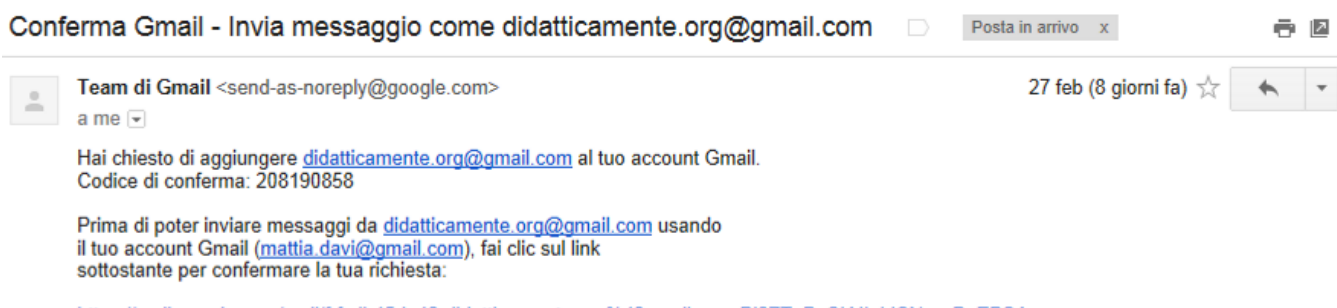 Conferma Gmail - Invia messaggio come didatticamente.org@gmail.com Posta in arrivo x
Team di Gmail <send-as-noreply@google.com> 27 feb (8 giorni fa)
a me
Hai chiesto di aggiungere didatticamente.org@gmail.com al tuo account Gmail.
Codice di conferma: 208190858
Prima di poter inviare messaggi da didatticamente.org@gmail.com usando
il tuo account Gmail (mattia.davi@gmail.com), fai clic sul link
sottostante per confermare la tua richiesta: